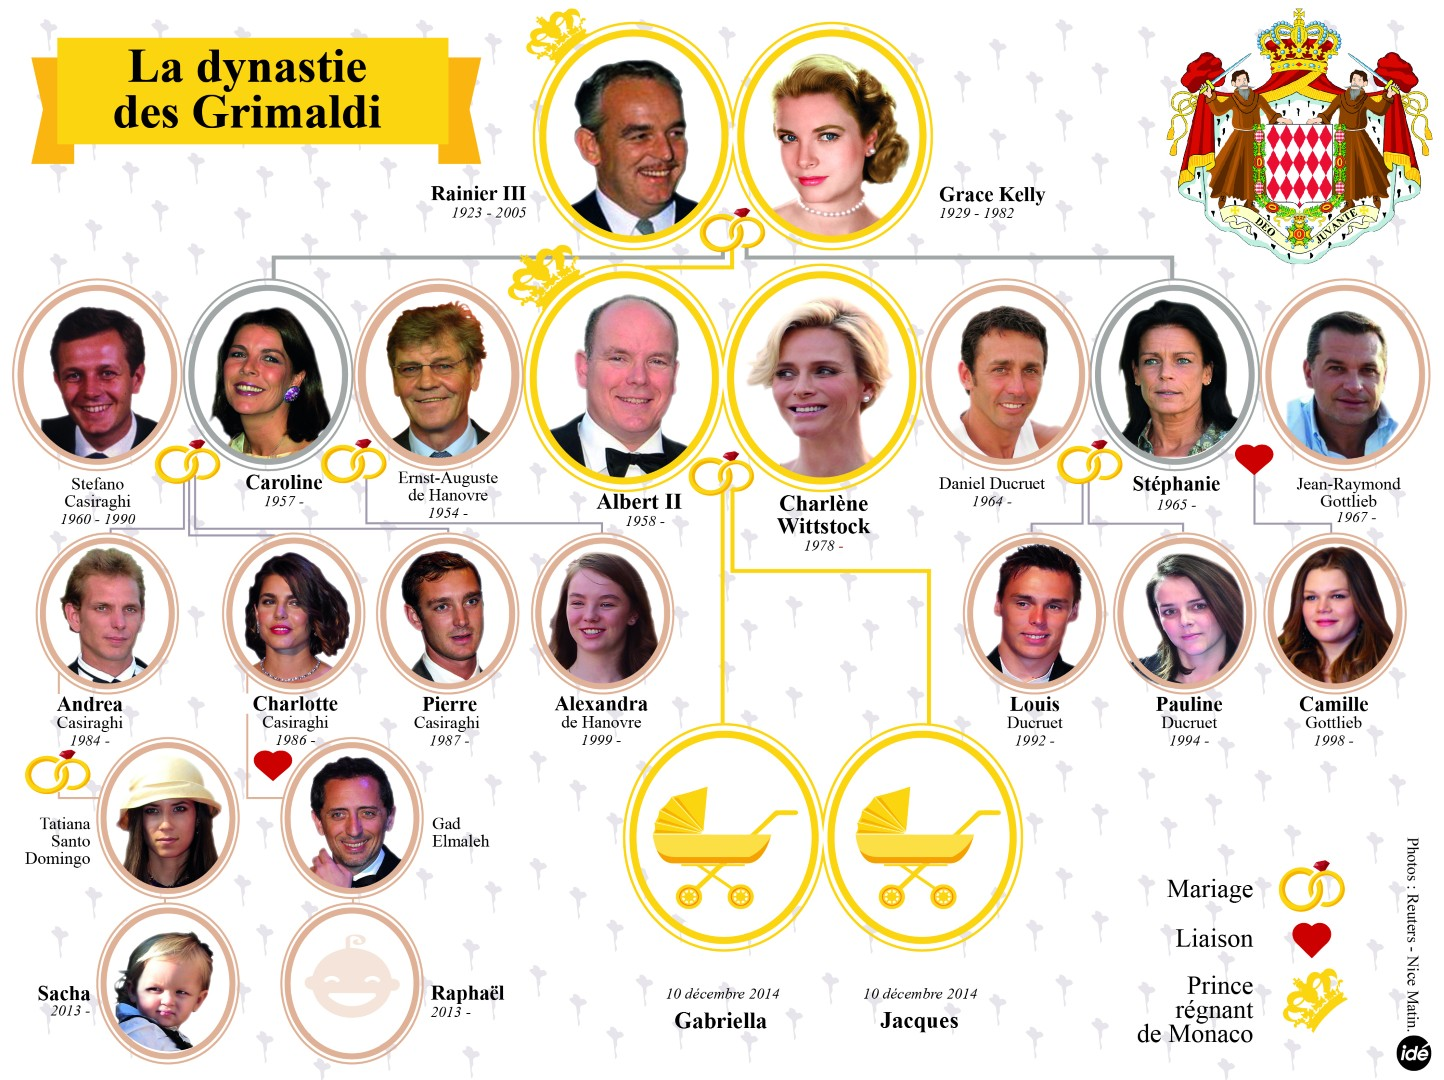 La dynastie
des Grimaldi
Rainier III
1923 - 2005
Grace Kelly
1929 - 1982
DEO JUVANTE
Stefano
Casiraghi
1960 - 1990
Caroline
1957 -
Ernst-Auguste
de Hanovre
1954 -
Albert II
1958 -
Charlène
Wittstock
1978 -
Daniel Ducruet
1964 -
Stéphanie
1965 -
Jean-Raymond
Gottlieb
1967 -
Andrea
Casiraghi
1984 -
Charlotte
Casiraghi
1986 -
Pierre
Casiraghi
1987 -
Alexandra
de Hanovre
1999 -
Louis
Ducruet
1992 -
Pauline
Ducruet
1994 -
Camille
Gottlieb
1998 -
Tatiana
Santo
Domingo
Gad
Elmaleh
Sacha
2013 -
Raphaël
2013 -
10 décembre 2014
Gabriella
10 décembre 2014
Jacques
Mariage
Liaison
Prince
régnant
de Monaco
Photos : Reuters - Nice Matin.
idé